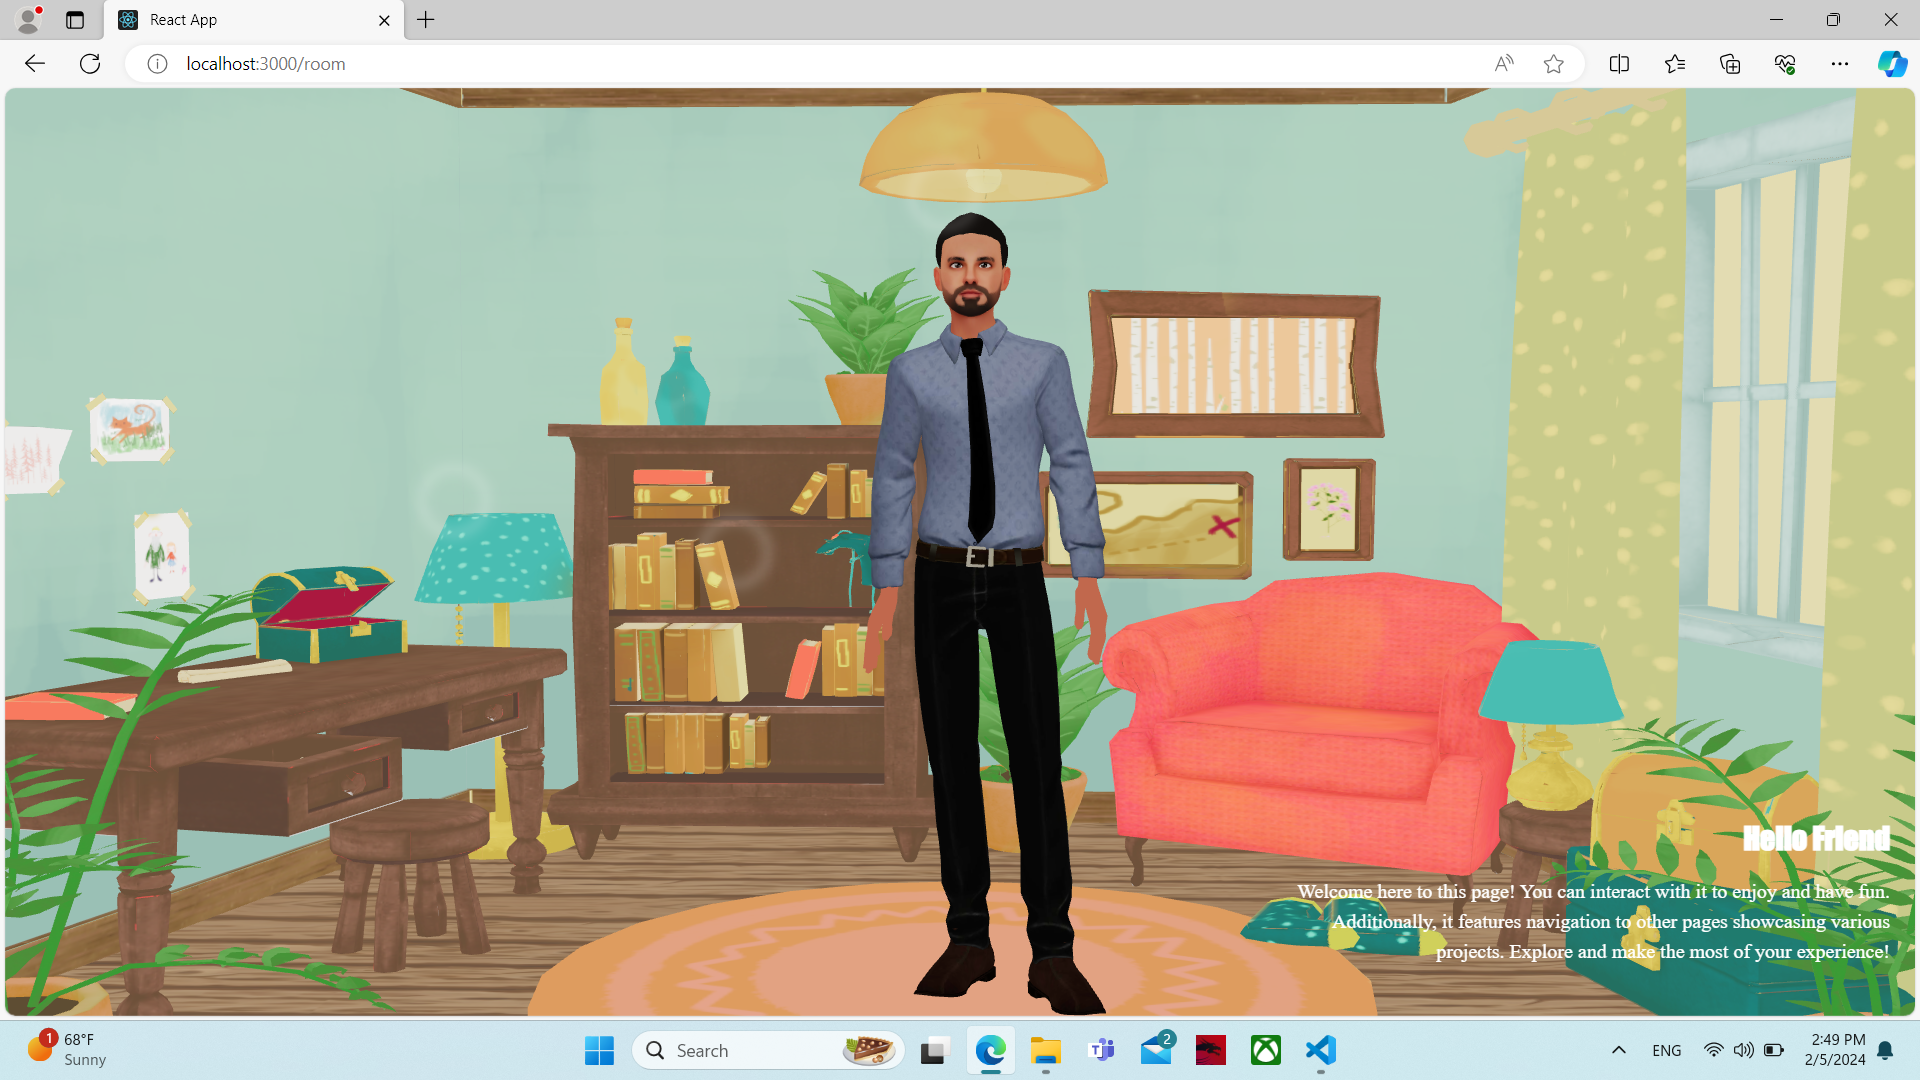 React App
localhost:3000/room
Hello Friend
Welcome here to this page! You can interact with it to enjoy and have fun.
Additionally, it features navigation to other pages showcasing various
projects. Explore and make the most of your experience!
1
68°F
Sunny
Search
2
ENG
2:49 PM
2/5/2024